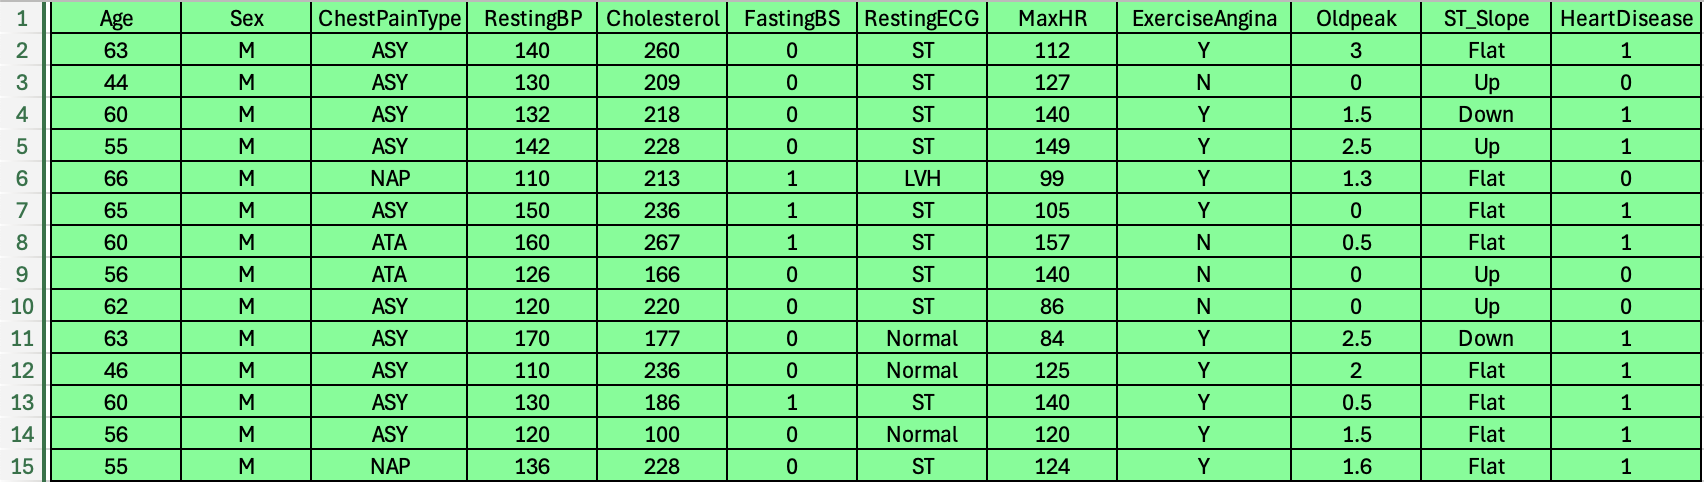 1 Age Sex ChestPainType RestingBP Cholesterol FastingBS RestingECG MaxHR ExerciseAngina Oldpeak ST_Slope HeartDisease
2 63 M ASY 140 260 0 ST 112 Y 3 Flat 1
3 44 M ASY 130 209 0 ST 127 N 0 Up 0
4 60 M ASY 132 218 0 ST 140 Y 1.5 Down 1
5 55 M ASY 142 228 0 ST 149 Y 2.5 Up 1
6 66 M NAP 110 213 1 LVH 99 Y 1.3 Flat 0
7 65 M ASY 150 236 1 ST 105 Y 0 Flat 1
8 60 M ATA 160 267 1 ST 157 N 0.5 Flat 1
9 56 M ATA 126 166 0 ST 140 N 0 Up 0
10 62 M ASY 120 220 0 ST 86 N 0 Up 0
11 63 M ASY 170 177 0 Normal 84 Y 2.5 Down 1
12 46 M ASY 110 236 0 Normal 125 Y 2 Flat 1
13 60 M ASY 130 186 1 ST 140 Y 0.5 Flat 1
14 56 M ASY 120 100 0 Normal 120 Y 1.5 Flat 1
15 55 M NAP 136 228 0 ST 124 Y 1.6 Flat 1